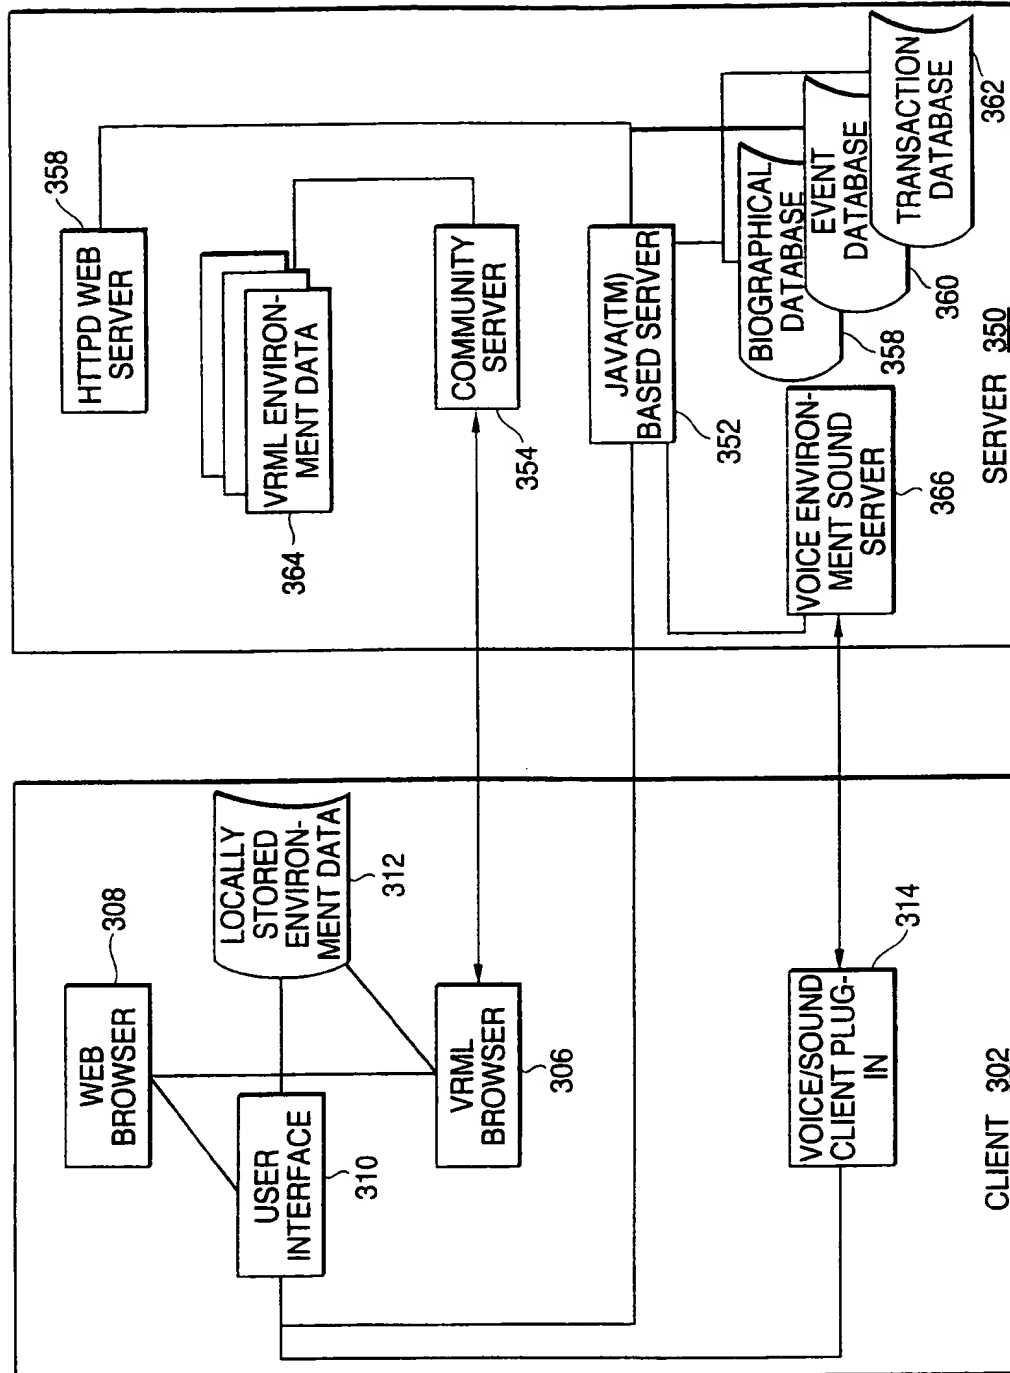 WEB
BROWSER
308
USER
INTERFACE
310
LOCALLY
STORED
ENVIRON-
MENT DATA
312
VRML
BROWSER
306
VOICE/SOUND
CLIENT PLUG-
IN
314
CLIENT 302
HTTPD WEB
SERVER
358
VRML ENVIRON-
MENT DATA
364
COMMUNITY
SERVER
354
JAVA(TM)
BASED SERVER
352
BIOGRAPHICAL
DATABASE
358
EVENT
DATABASE
360
TRANSACTION
DATABASE
362
VOICE ENVIRON-
MENT SOUND
SERVER
366
SERVER 350